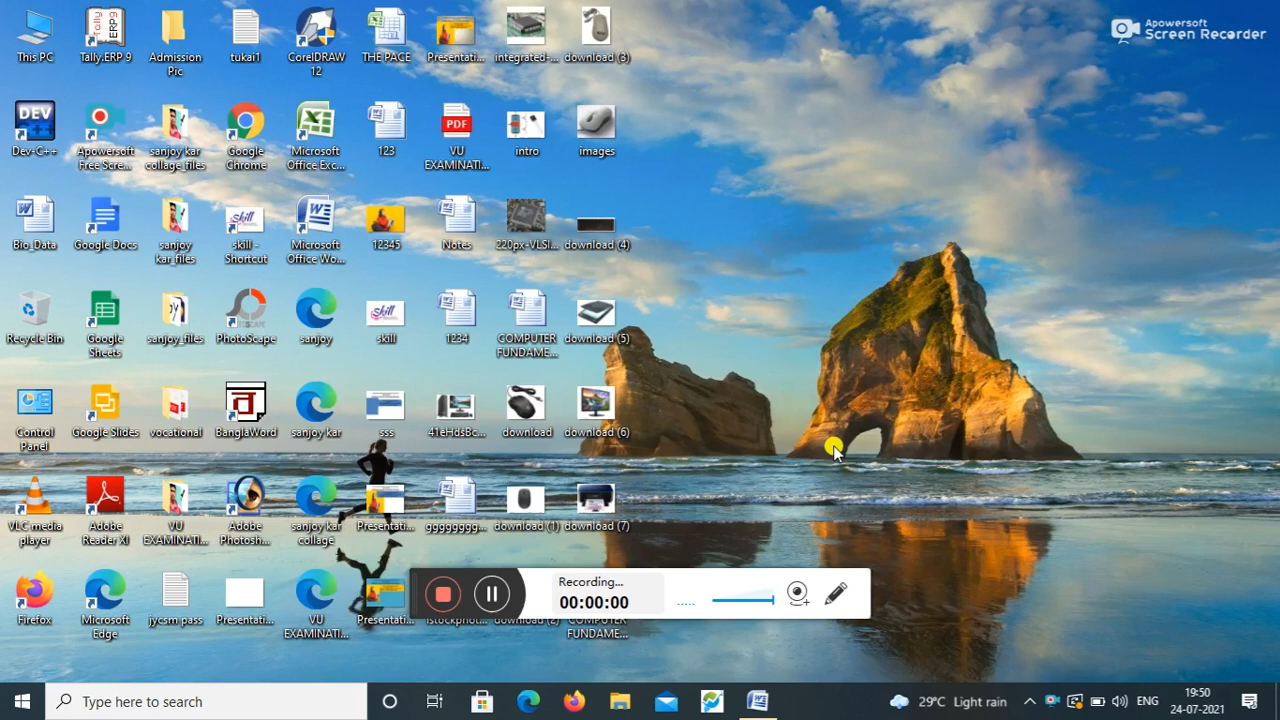 Apowersoft
Screen Recorder
This PC
Tally.ERP 9
Admission
Pic
tukai1
CorelDRAW
12
THE PACE
Presentati...
integrated-...
download (3)
Dev-C++
Apowersoft
Free Scre...
sanjoy kar
collage_files
Google
Chrome
Microsoft
Office Exc...
123
VU
EXAMINATI...
intro
images
Bio_Data
Google Docs
sanjoy
kar_files
skill -
Shortcut
Microsoft
Office Wo...
12345
Notes
220px-VLSI...
download (4)
Recycle Bin
Google
Sheets
sanjoy_files
PhotoScape
sanjoy
skill
1234
COMPUTER
FUNDAME...
download (5)
Control
Panel
Google Slides
vocational
BanglaWord
sanjoy kar
sss
41eHdsBc...
download
download (6)
VLC media
player
Adobe
Reader XI
VU
EXAMINATI...
Adobe
Photosh...
sanjoy kar
collage
Presentati...
gggggggg...
download (1)
download (7)
Firefox
Microsoft
Edge
jycsm pass
Presentati...
VU
EXAMINATI...
Presentati...
download (2)
COMPUTER
FUNDAME...
Recording...
00:00:00
Type here to search
29°C Light rain
ENG
19:50
24-07-2021